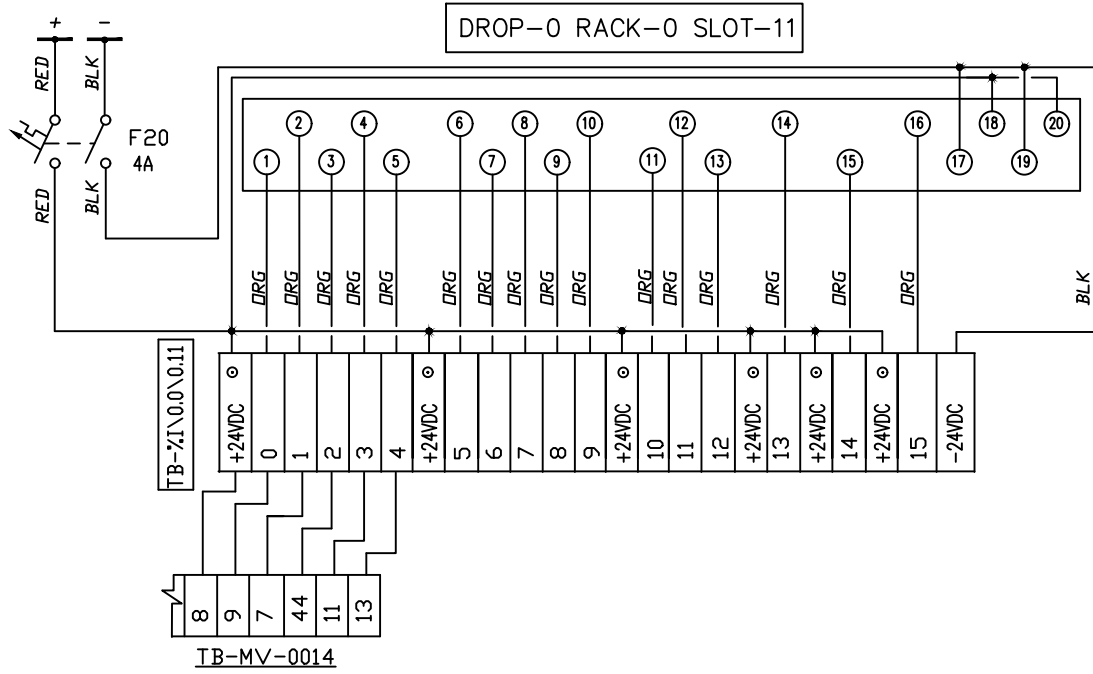 DROP-0 RACK-0 SLOT-11
+ -
RED BLK
F20
4A
RED BLK
2 4 6 8 10 12 14 16 18 20
1 3 5 7 9 11 13 15 17 19
ORG ORG ORG ORG ORG ORG ORG ORG ORG ORG ORG ORG ORG ORG ORG ORG BLK
TB-%I\0.0\0.11
+24VDC 0 1 2 3 4 +24VDC 5 6 7 8 9 +24VDC 10 11 12 +24VDC 13 +24VDC 14 +24VDC 15 -24VDC
8 9 7 44 11 13
TB-MV-0014